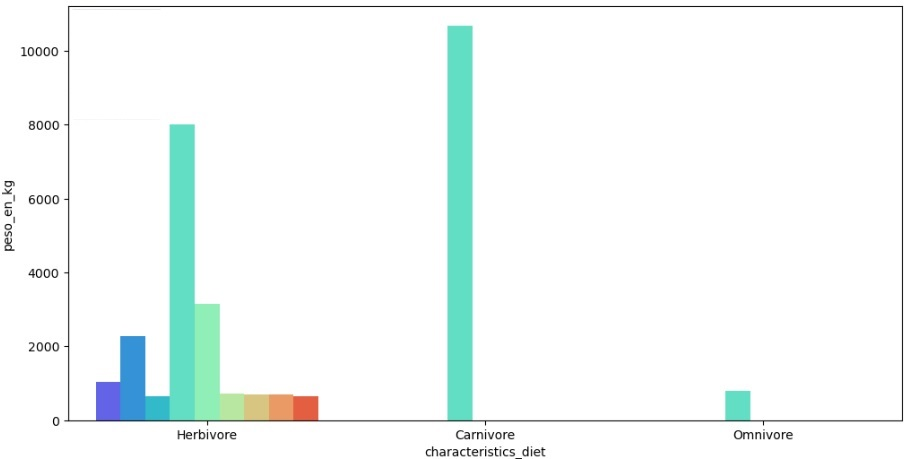 10000
8000
6000
4000
2000
0
peso_en_kg
Herbivore
Carnivore
Omnivore
characteristics_diet